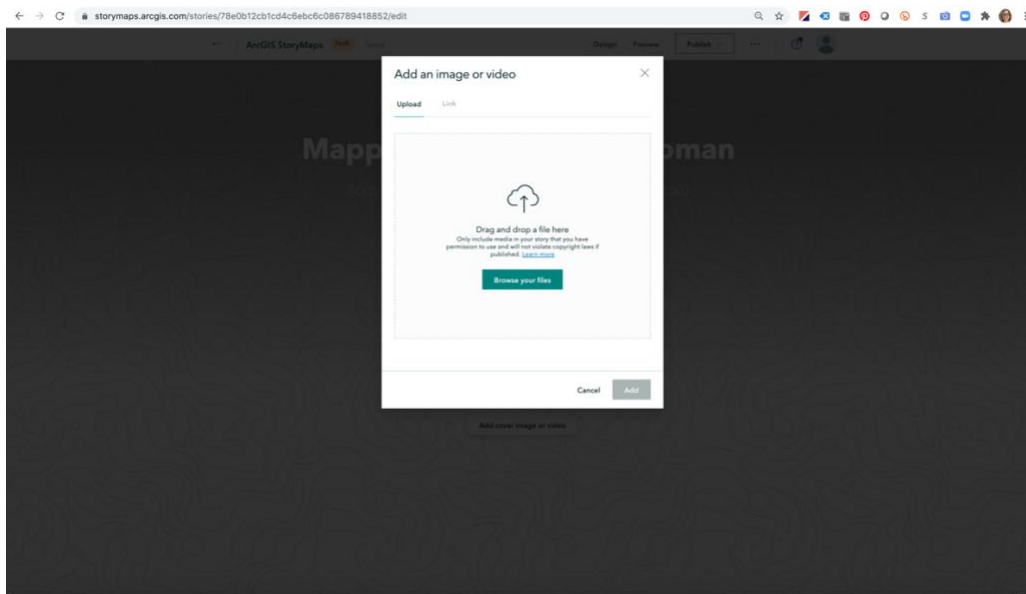 storymaps.arcgis.com/stories/78e0b12cb1cd4c6ebc6c086789418852/edit
ArcGIS StoryMaps Draft Saved Design Preview Publish
Add an image or video
Upload Link
Mapp oman
Drag and drop a file here
Only include media in your story that you have
permission to use and will not violate copyright laws if
published. Learn more
Browse your files
Cancel Add
Add cover image or video